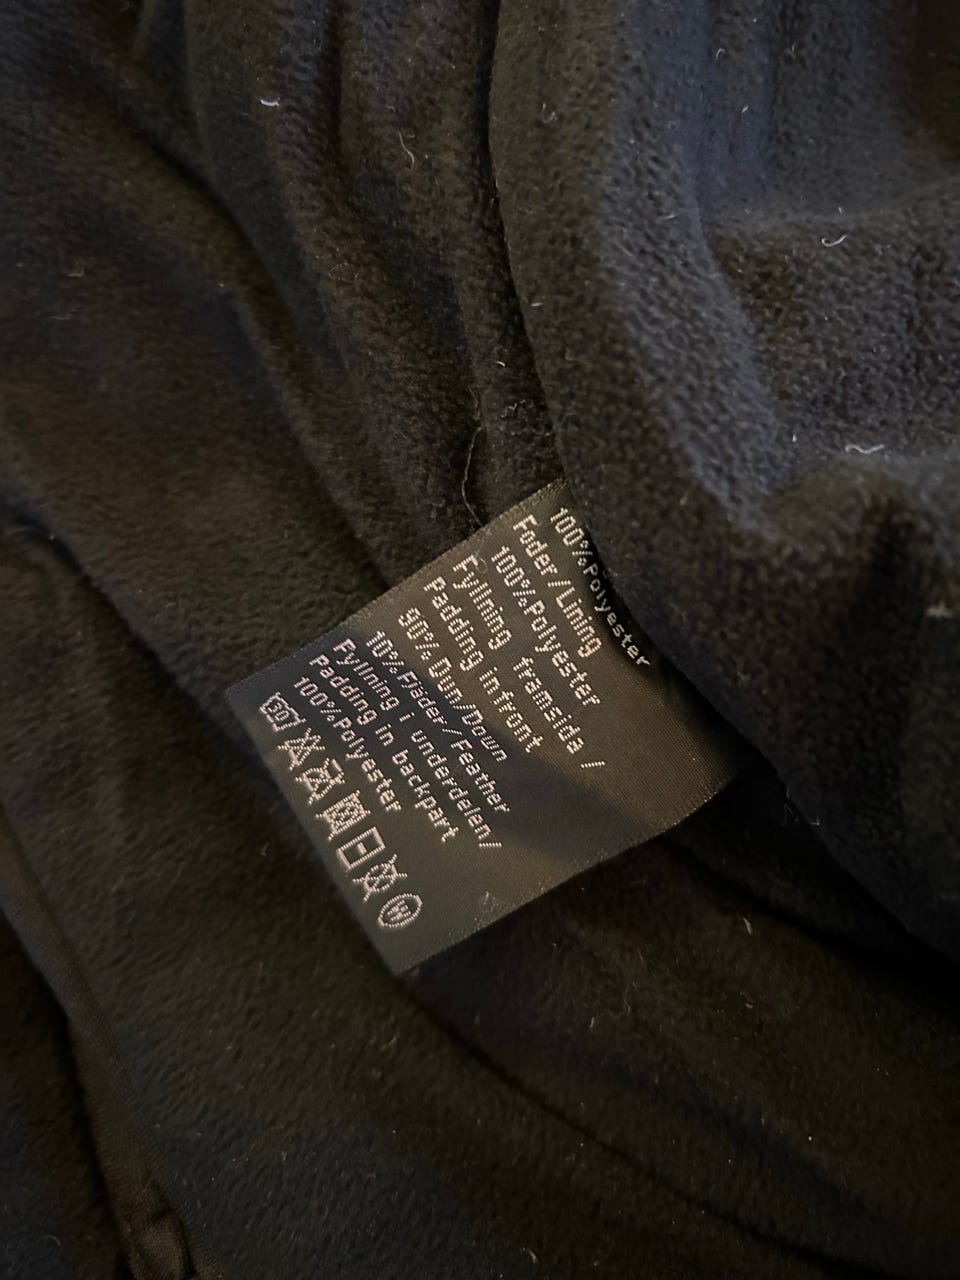 100%Polyester
Foder/Lining
100%Polyester
Fyllning framsida/
Padding infront
90% Dun/Down
10%Fjäder/Feather
Fyllning i underdelen/
Padding in backpart
100%Polyester
W